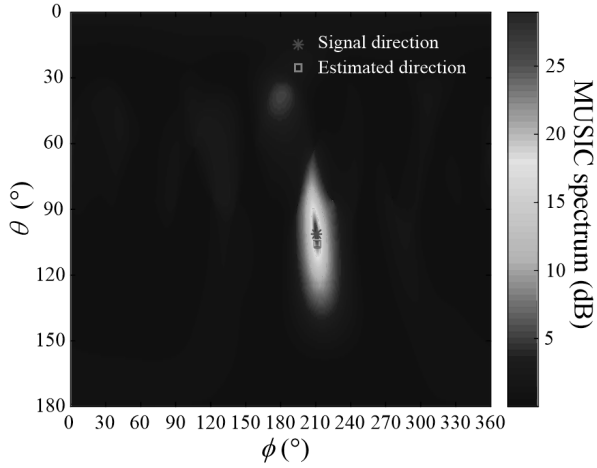 0
30
60
90
120
150
180
θ (°)
Signal direction
Estimated direction
0 30 60 90 120 150 180 210 240 270 300 330 360
ϕ (°)
25
20
15
10
5
MUSIC spectrum (dB)